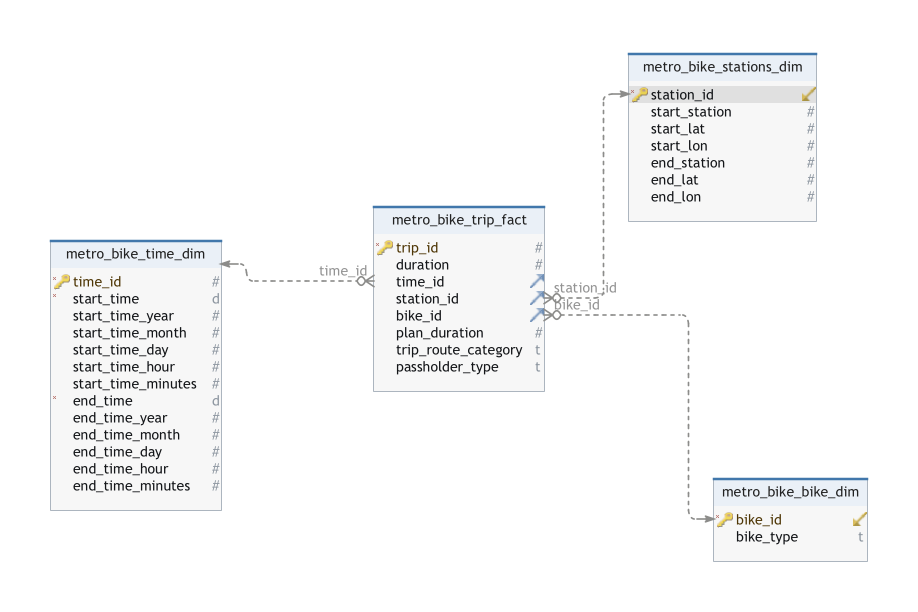 metro_bike_stations_dim
station_id
start_station #
start_lat #
start_lon #
end_station #
end_lat #
end_lon #
metro_bike_trip_fact
trip_id #
duration #
time_id
station_id
bike_id
plan_duration #
trip_route_category t
passholder_type t
metro_bike_time_dim
time_id #
start_time d
start_time_year #
start_time_month #
start_time_day #
start_time_hour #
start_time_minutes #
end_time d
end_time_year #
end_time_month #
end_time_day #
end_time_hour #
end_time_minutes #
time_id
station_id
bike_id
metro_bike_bike_dim
bike_id
bike_type t